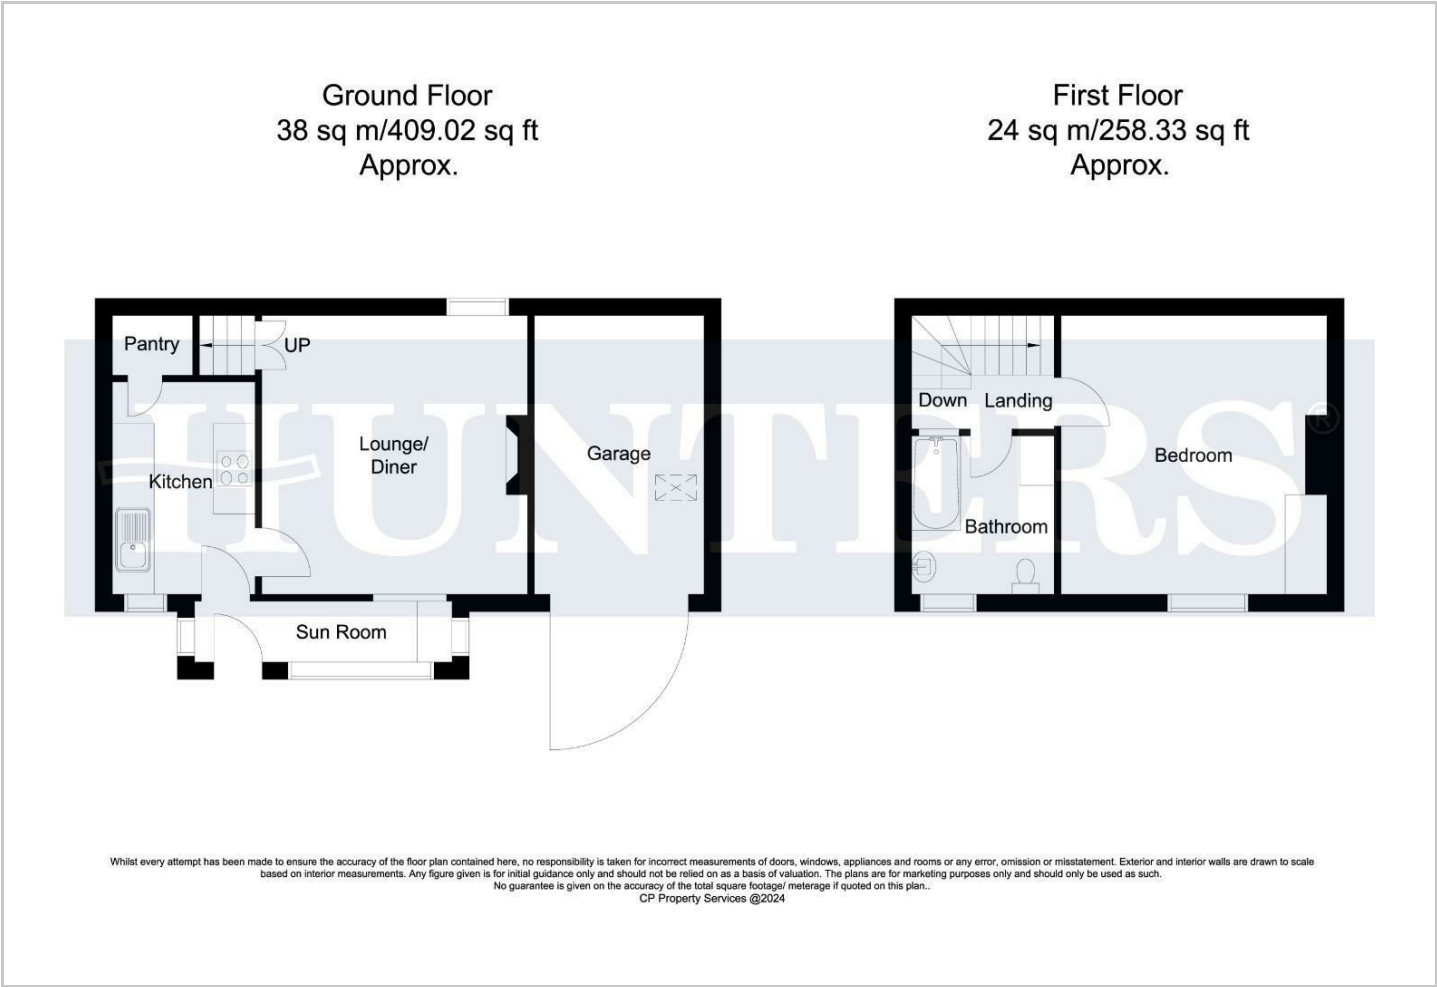 Ground Floor
38 sq m/409.02 sq ft
Approx.
First Floor
24 sq m/258.33 sq ft
Approx.
Pantry
UP
Lounge/
Diner
Kitchen
Garage
Sun Room
Down
Landing
Bedroom
Bathroom
HUNTERS®
Whilst every attempt has been made to ensure the accuracy of the floor plan contained here, no responsibility is taken for incorrect measurements of doors, windows, appliances and rooms or any error, omission or misstatement. Exterior and interior walls are drawn to scale
based on interior measurements. Any figure given is for initial guidance only and should not be relied on as a basis of valuation. The plans are for marketing purposes only and should only be used as such.
No guarantee is given on the accuracy of the total square footage/ meterage if quoted on this plan..
CP Property Services @2024